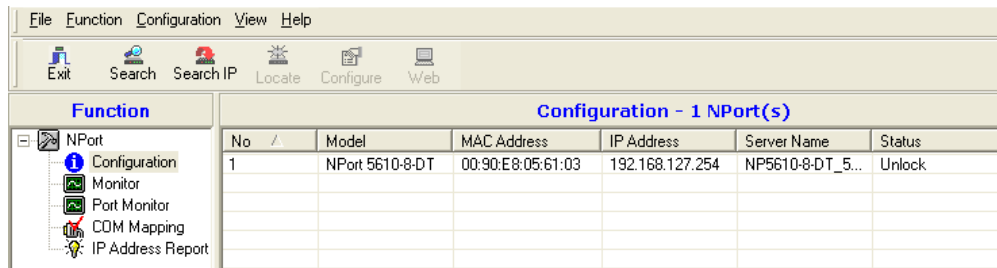 File Function Configuration View Help
Exit Search Search IP Locate Configure Web
Function
Configuration - 1 NPort(s)
NPort
Configuration
Monitor
Port Monitor
COM Mapping
IP Address Report
No Model MAC Address IP Address Server Name Status
1 NPort 5610-8-DT 00:90:E8:05:61:03 192.168.127.254 NP5610-8-DT_5... Unlock